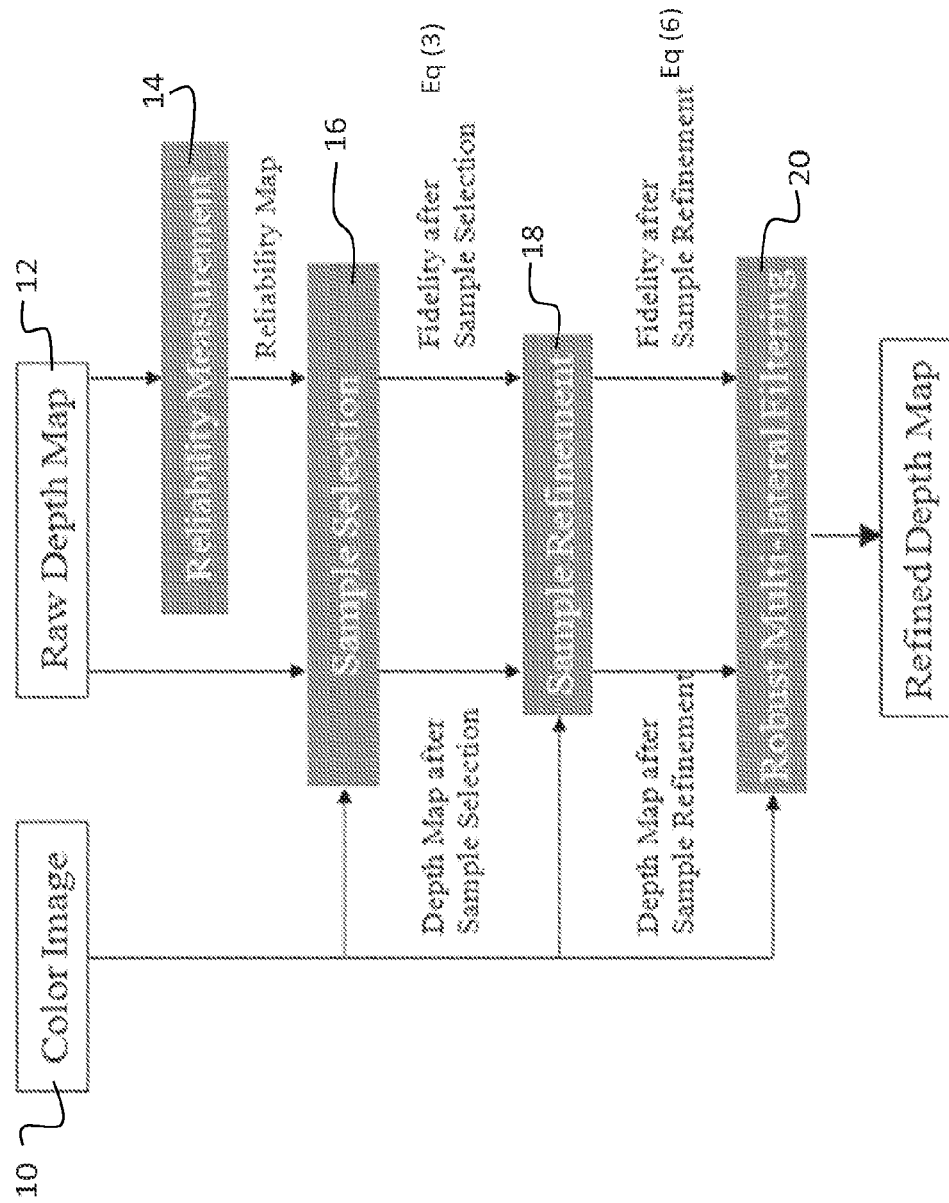 10
Color Image
Raw Depth Map
12
Reliability Measurement
14
Reliability Map
Sample Selection
16
Depth Map after
Sample Selection
Fidelity after
Sample Selection
Eq (3)
Sample Refinement
18
Depth Map after
Sample Refinement
Fidelity after
Sample Refinement
Eq (6)
Robust Multilateral Filtering
20
Refined Depth Map